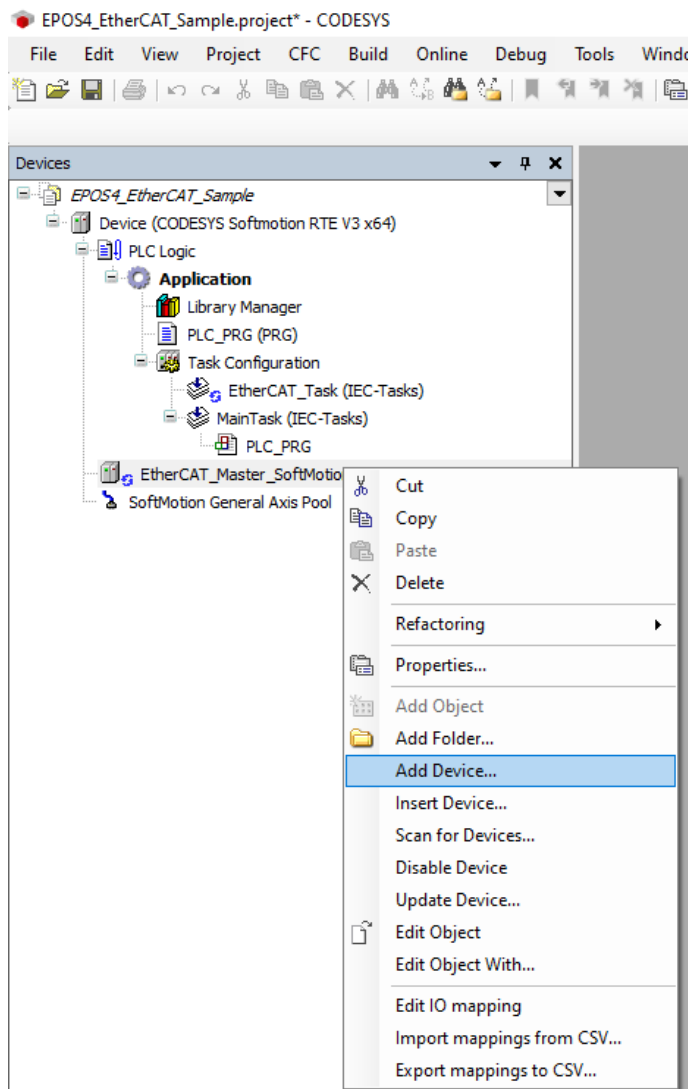 EPOS4_EtherCAT_Sample.project* - CODESYS
File Edit View Project CFC Build Online Debug Tools Windo
Devices
EPOS4_EtherCAT_Sample
Device (CODESYS Softmotion RTE V3 x64)
PLC Logic
Application
Library Manager
PLC_PRG (PRG)
Task Configuration
EtherCAT_Task (IEC-Tasks)
MainTask (IEC-Tasks)
PLC_PRG
EtherCAT_Master_SoftMotio
SoftMotion General Axis Pool
Cut
Copy
Paste
Delete
Refactoring
Properties...
Add Object
Add Folder...
Add Device...
Insert Device...
Scan for Devices...
Disable Device
Update Device...
Edit Object
Edit Object With...
Edit IO mapping
Import mappings from CSV...
Export mappings to CSV...